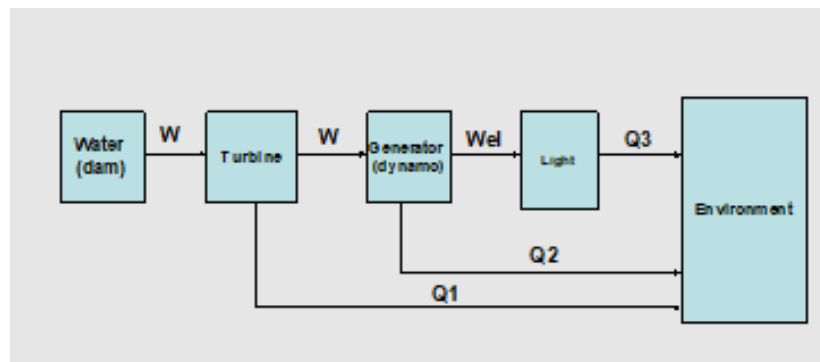 Water
(dam)
W
Turbine
W
Generator
(dynamo)
Wel
Light
Q3
Environment
Q2
Q1